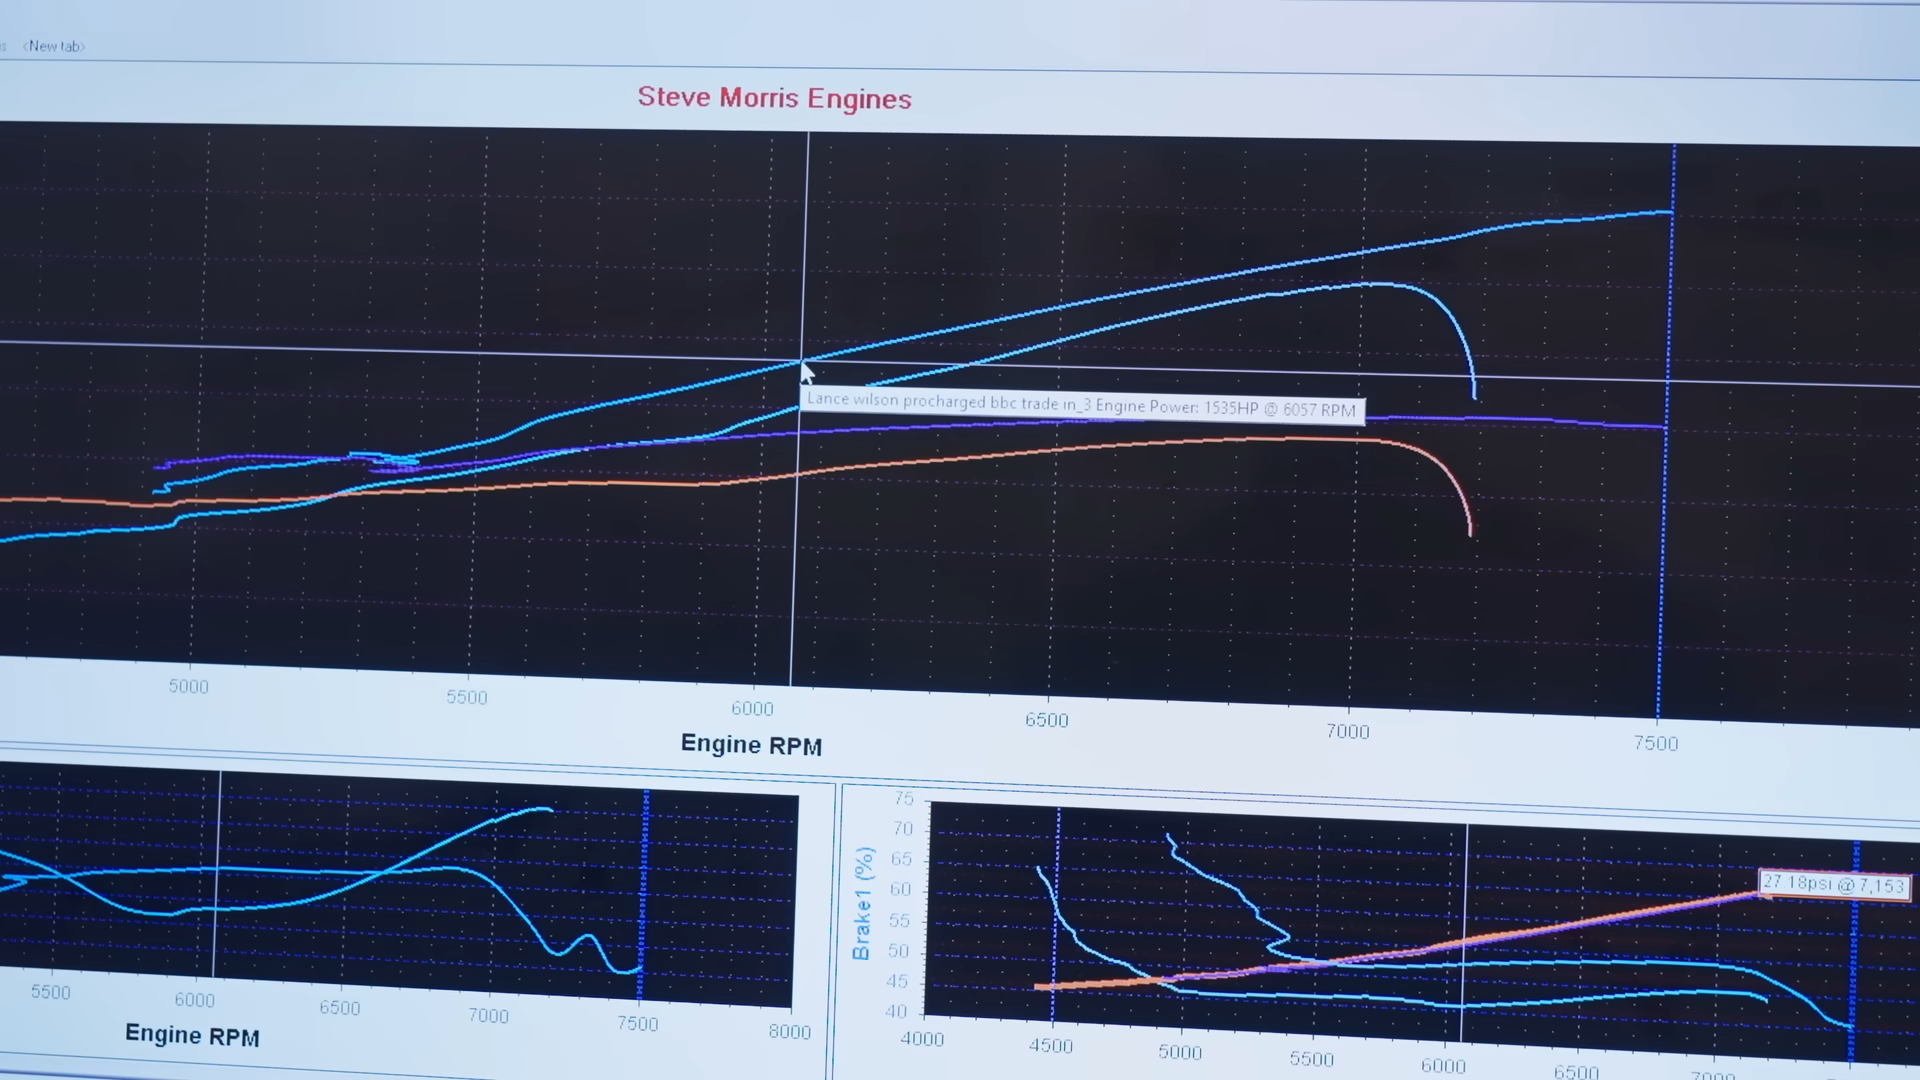 <New tab>
Steve Morris Engines
Lance wilson procharged bbc trade in_3 Engine Power: 1535HP @ 6057 RPM
5000 5500 6000 6500 7000 7500
Engine RPM
5500 6000 6500 7000 7500 8000
Engine RPM
75
70
65
60
55
50
45
40
Brake1 (%)
27.18psi @ 7,153
4000 4500 5000 5500 6000 6500 7000